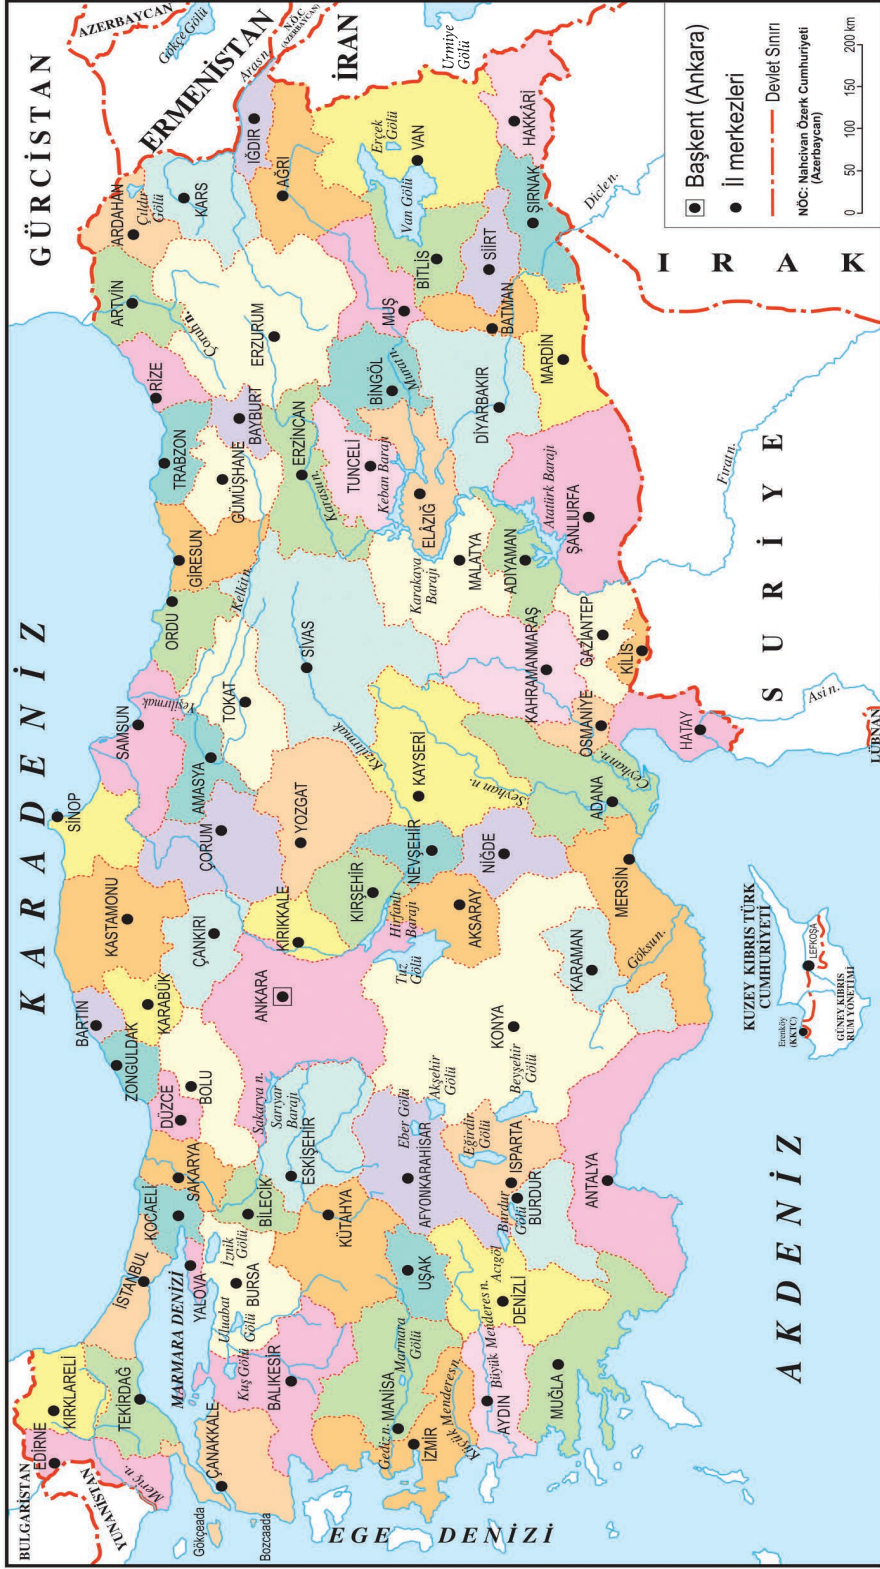 KARADENİZ
GÜRCİSTAN
ERMENİSTAN
AZERBAYCAN
Gökçe Gölü
NÖC
(AZERBAYCAN)
İRAN
Aras n.
Urmiye
Gölü
BULGARİSTAN
YUNANİSTAN
EDİRNE
KIRKLARELİ
TEKİRDAĞ
Meriç n.
İSTANBUL
KOCAELİ
SAKARYA
DÜZCE
ZONGULDAK
BARTIN
KARABÜK
KASTAMONU
SİNOP
SAMSUN
Yeşilırmak
ORDU
GİRESUN
TRABZON
RİZE
ARTVİN
ARDAHAN
Çıldır
Gölü
KARS
IĞDIR
AĞRI
Çoruh n.
ERZURUM
BAYBURT
GÜMÜŞHANE
Kelkit n.
TOKAT
AMASYA
ÇORUM
ÇANKIRI
BOLU
MARMARA DENİZİ
YALOVA
İznik
Gölü
BURSA
Uluabat
Gölü
Kuş Gölü
BALIKESİR
ÇANAKKALE
Gökçeada
Bozcaada
BİLECİK
ESKİŞEHİR
Sakarya n.
Sarıyar
Barajı
ANKARA
KIRIKKALE
YOZGAT
Kızılırmak
SİVAS
ERZİNCAN
Karasu n.
TUNCELİ
Keban Barajı
BİNGÖL
Murat n.
MUŞ
Erçek
Gölü
VAN
Van Gölü
BİTLİS
SİİRT
BATMAN
ŞIRNAK
HAKKÂRİ
Dicle n.
MARDİN
DİYARBAKIR
ELÂZIĞ
MALATYA
Karakaya
Barajı
ADIYAMAN
Atatürk Barajı
ŞANLIURFA
GAZİANTEP
KİLİS
KAHRAMANMARAŞ
OSMANİYE
HATAY
Ceyhan n.
ADANA
Seyhan n.
KAYSERİ
NEVŞEHİR
KIRŞEHİR
Hirfanlı
Barajı
NİĞDE
AKSARAY
Tuz
Gölü
KONYA
KARAMAN
MERSİN
Göksu n.
Akşehir
Gölü
Eber Gölü
Beyşehir
Gölü
AFYONKARAHİSAR
KÜTAHYA
UŞAK
Eğirdir
Gölü
ISPARTA
Burdur
Gölü
BURDUR
ANTALYA
Acıgöl
DENİZLİ
Büyük Menderes n.
MANİSA
Marmara
Gölü
Gediz n.
İZMİR
Küçük Menderes n.
AYDIN
MUĞLA
EGE DENİZİ
AKDENİZ
KUZEY KIBRIS TÜRK
CUMHURİYETİ
LEFKOŞA
Erenköy
(KKTC)
GÜNEY KIBRIS
RUM YÖNETİMİ
LÜBNAN
Asi n.
SURİYE
Fırat n.
IRAK
Başkent (Ankara)
İl merkezleri
Devlet Sınırı
NÖC: Nahcivan Özerk Cumhuriyeti
(Azerbaycan)
0 50 100 150 200 km